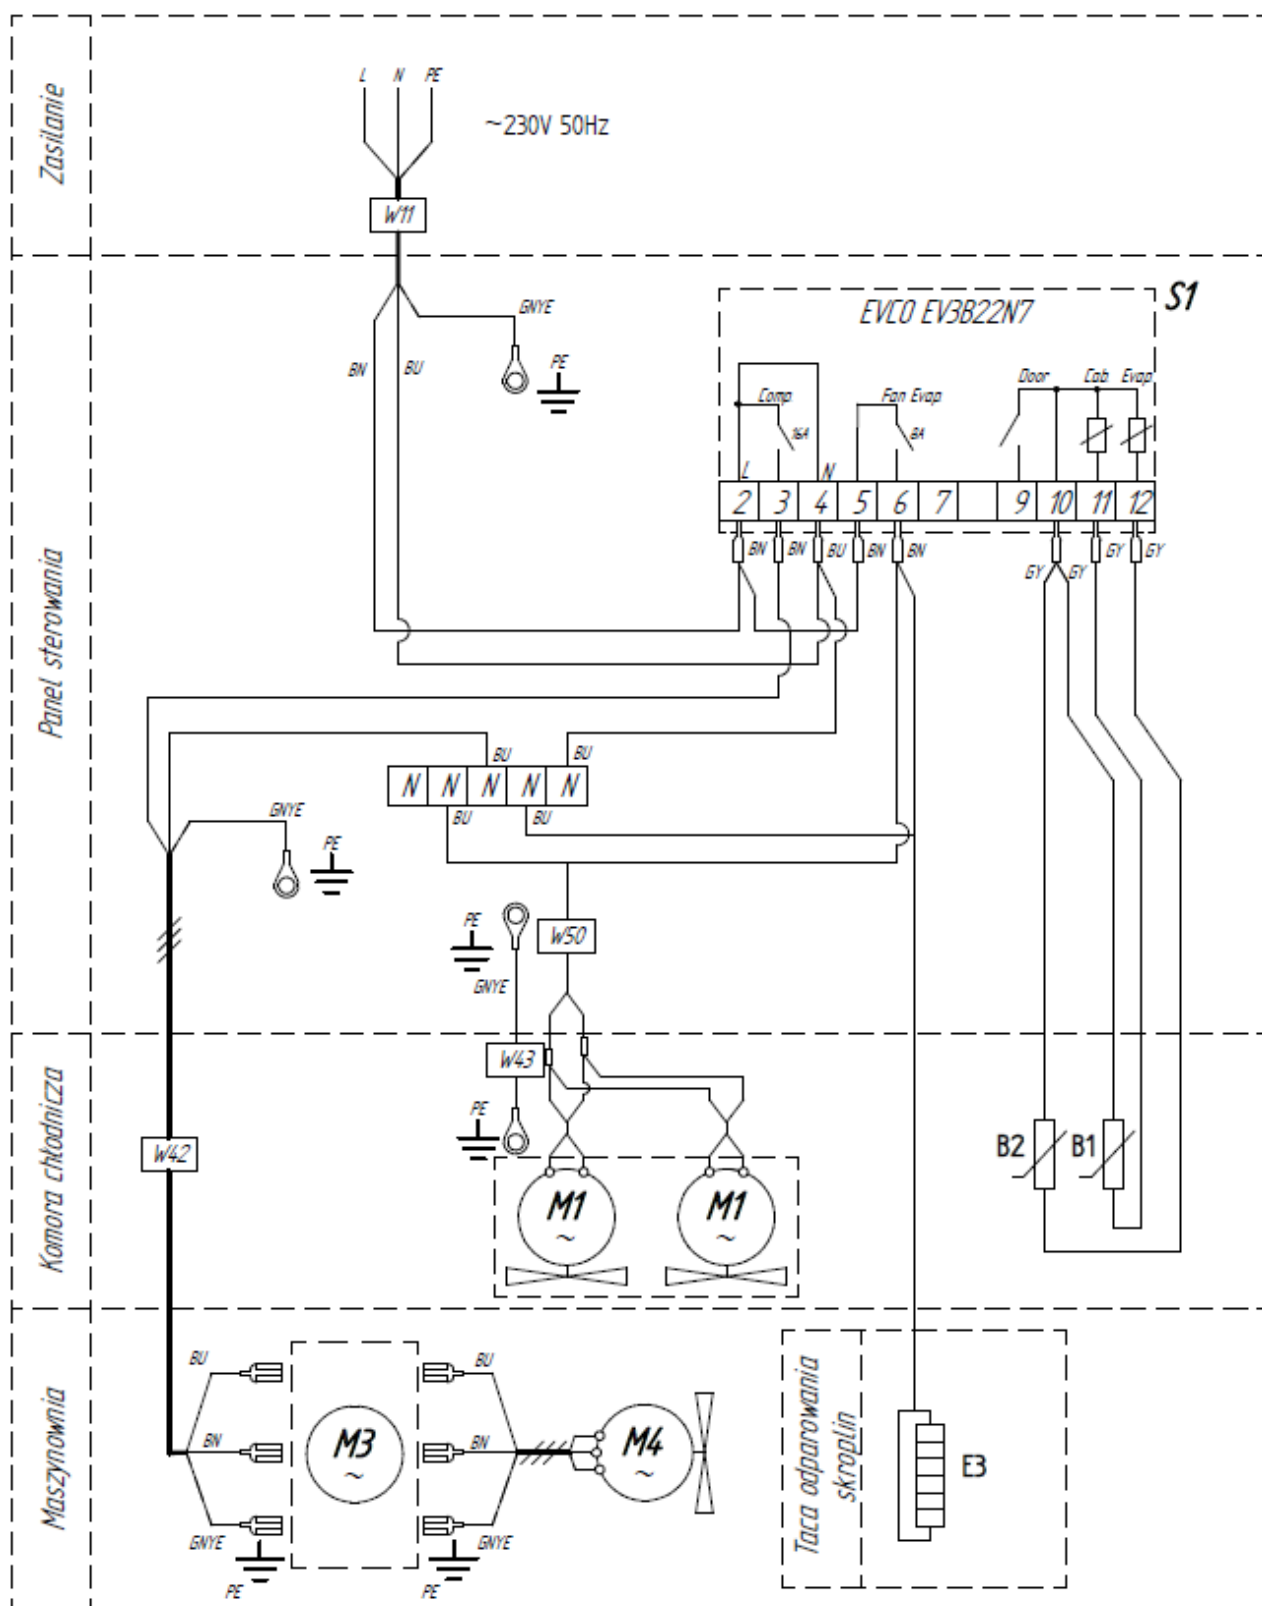 Zasilanie
L N PE
~230V 50Hz
W11
Panel sterowania
GNYE
BN BU
PE
S1
EVCO EV3B22N7
Door Cab. Evap
Comp. Fan Evap
16A 8A
L N
2 3 4 5 6 7 9 10 11 12
BN BN BU BN BN GY GY GY GY
BU BU
N N N N N
BU BU
GNYE
PE
PE
W50
GNYE
Komora chłodnicza
W43
PE
W42
B2 B1
M1 M1
~ ~
Maszynownia
BU BU
BN M3 BN M4
~ ~
GNYE GNYE
PE PE
Taca odparowania
skroplin
E3